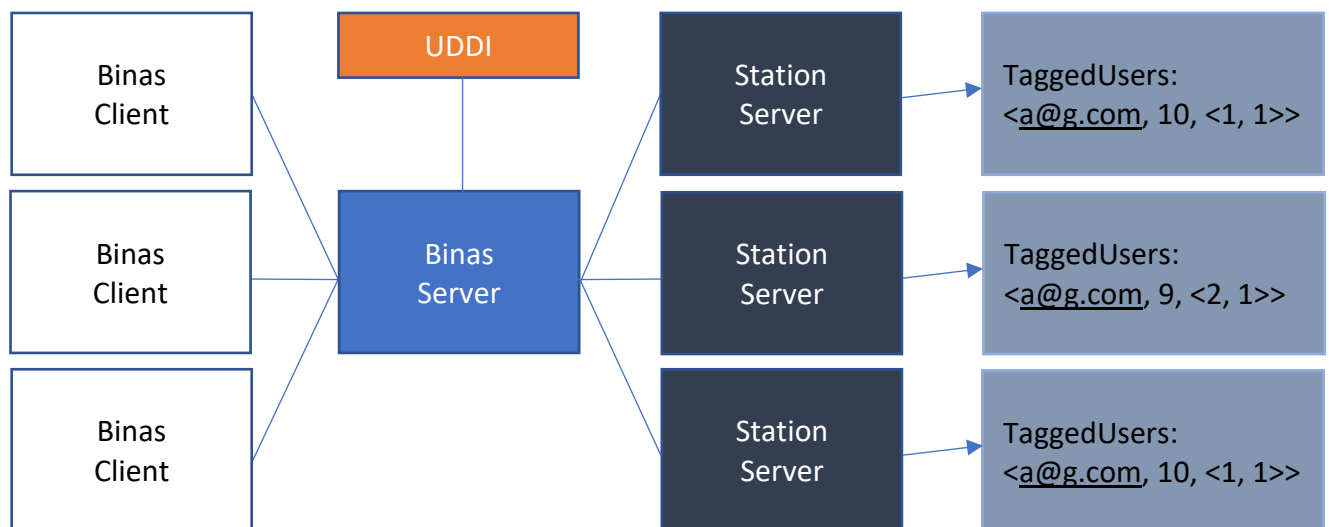 Binas
Client
UDDI
Station
Server
TaggedUsers:
<a@g.com, 10, <1, 1>>
Binas
Client
Binas
Server
Station
Server
TaggedUsers:
<a@g.com, 9, <2, 1>>
Binas
Client
Station
Server
TaggedUsers:
<a@g.com, 10, <1, 1>>